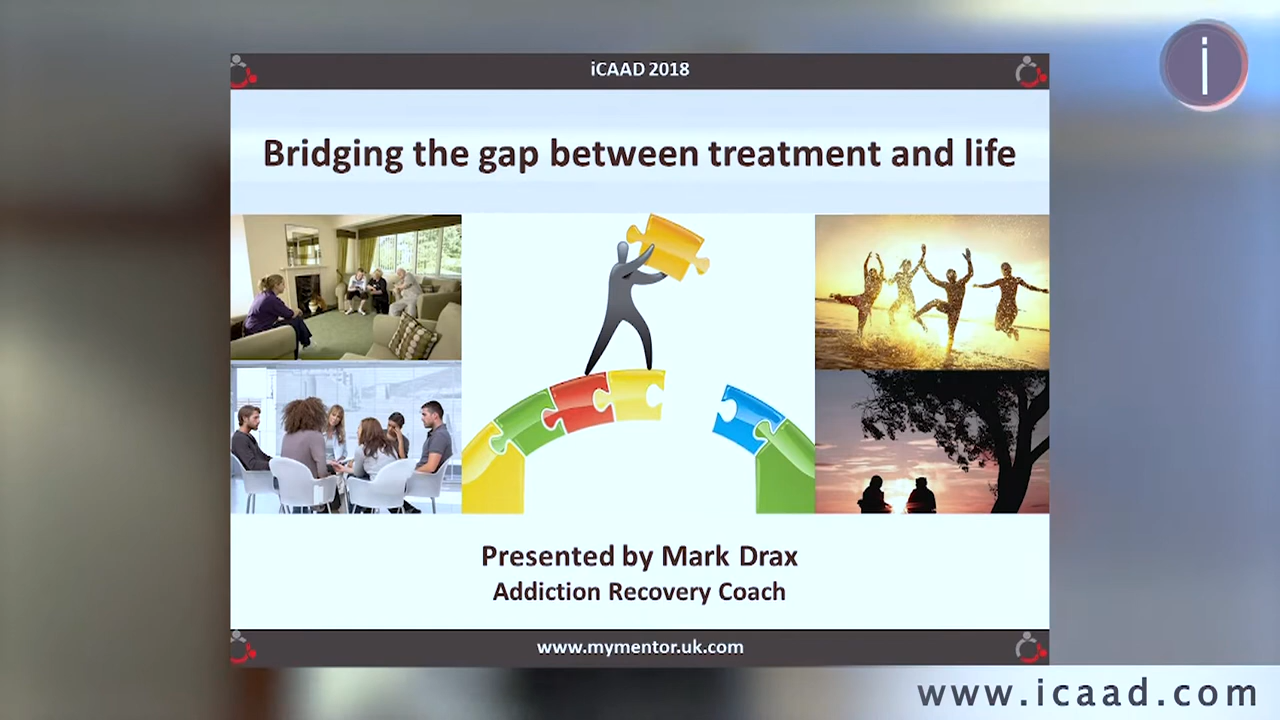 iCAAD 2018
i
Bridging the gap between treatment and life
Presented by Mark Drax
Addiction Recovery Coach
www.mymentor.uk.com
www.icaad.com